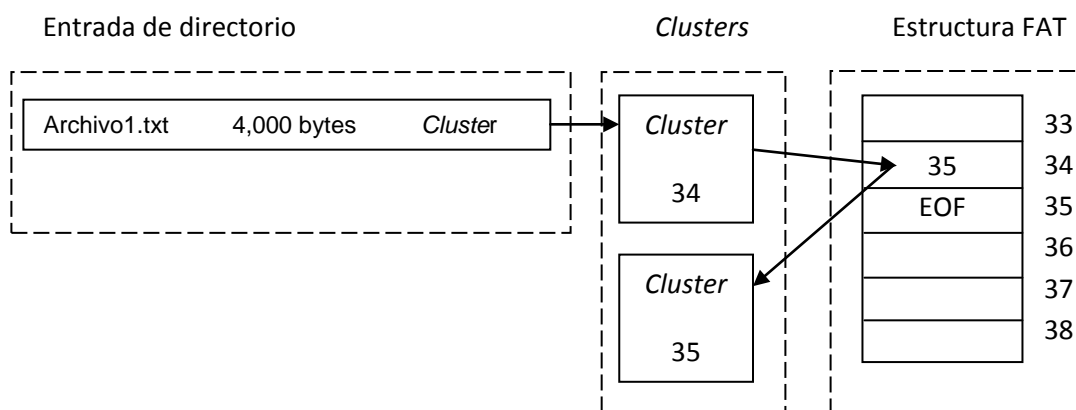 Entrada de directorio Clusters Estructura FAT
Archivo1.txt 4,000 bytes Cluster
Cluster
34
Cluster
35
33
35 34
EOF 35
36
37
38